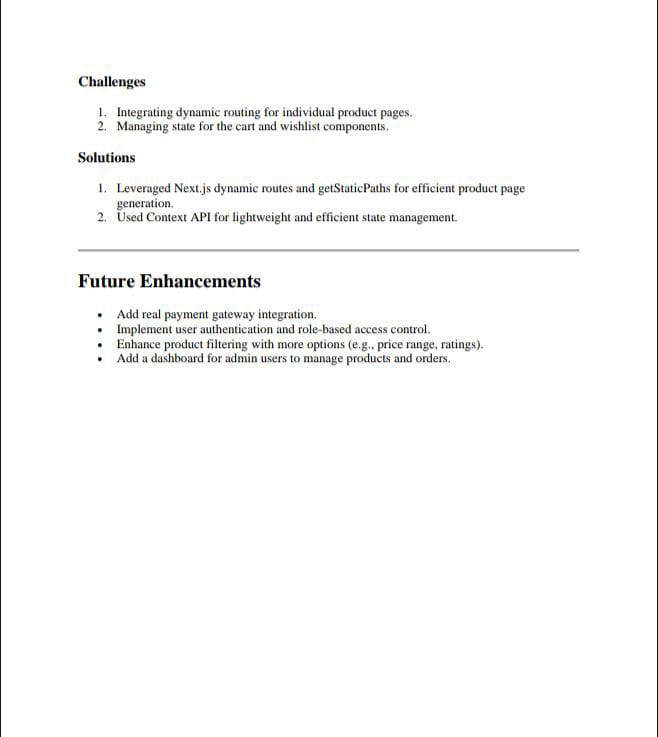 Challenges
1. Integrating dynamic routing for individual product pages.
2. Managing state for the cart and wishlist components.
Solutions
1. Leveraged Next.js dynamic routes and getStaticPaths for efficient product page
generation.
2. Used Context API for lightweight and efficient state management.
Future Enhancements
• Add real payment gateway integration.
• Implement user authentication and role-based access control.
• Enhance product filtering with more options (e.g., price range, ratings).
• Add a dashboard for admin users to manage products and orders.